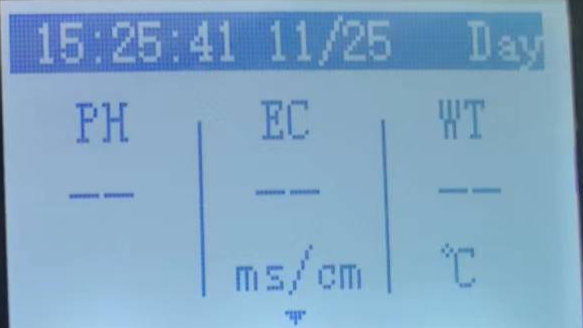 15:25:41 11/25 Day
PH EC WT
-- -- --
ms/cm ℃